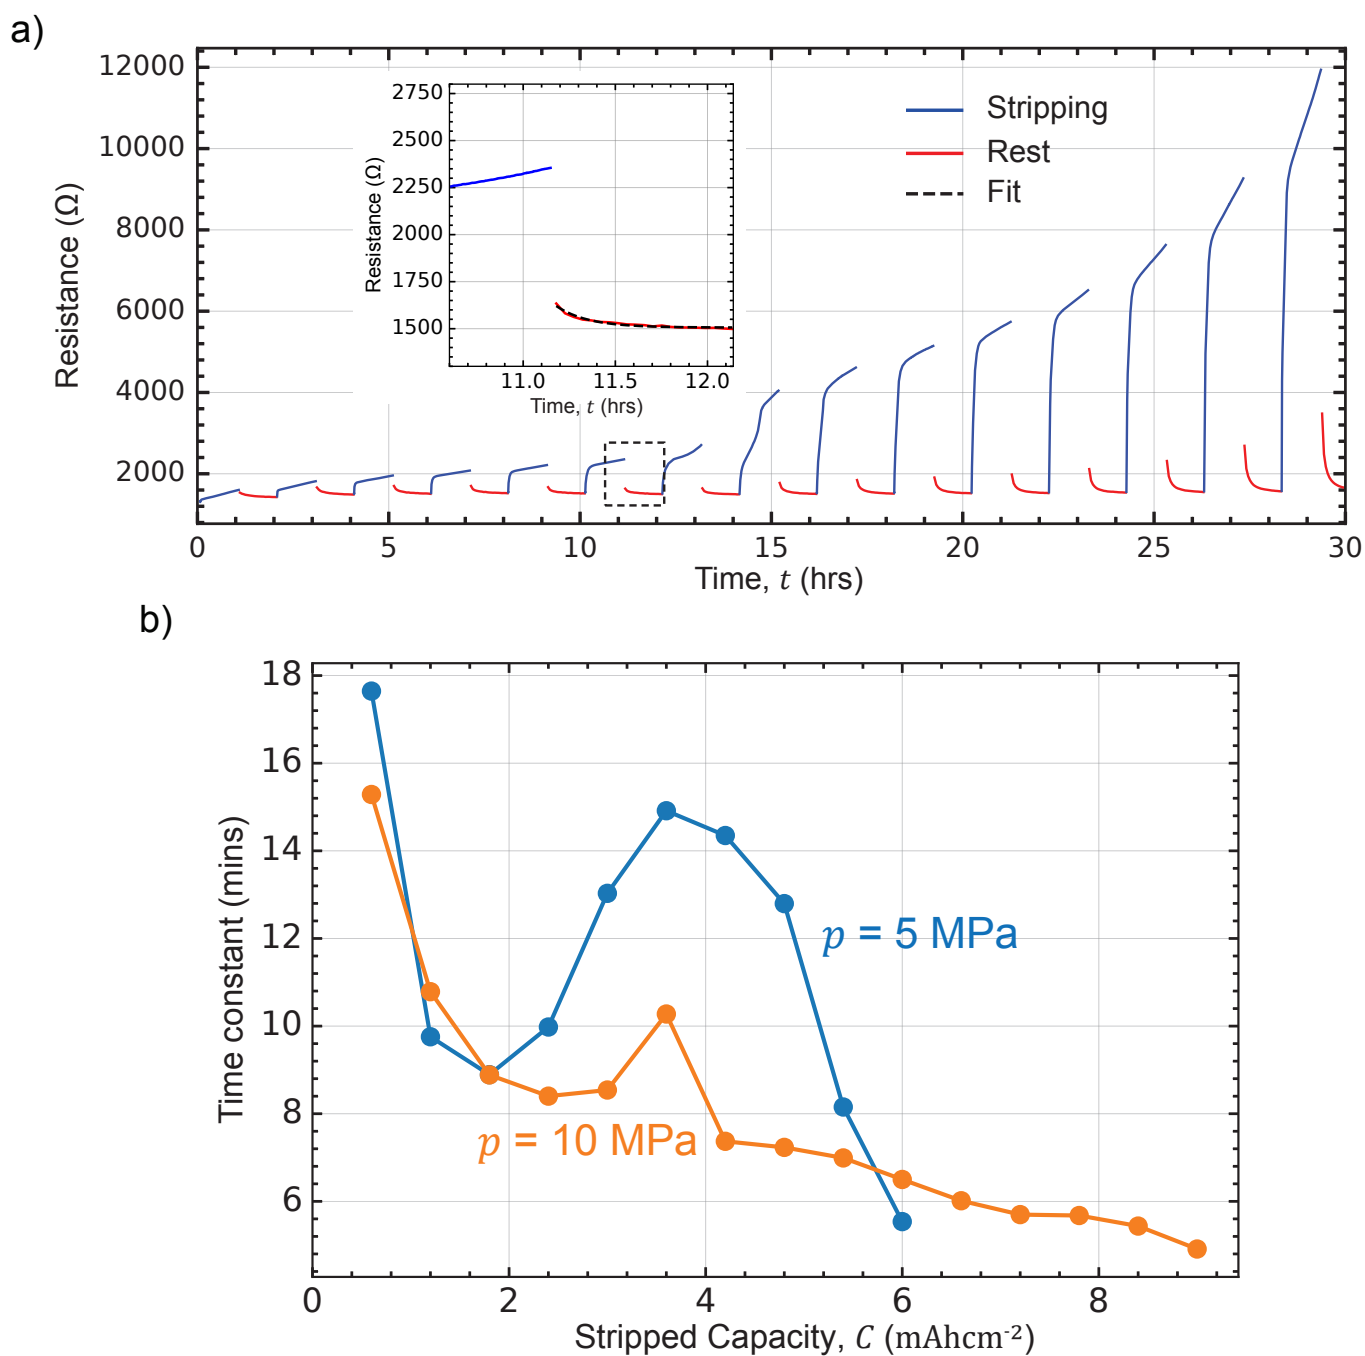 a)
12000
10000
8000
6000
4000
2000
Resistance (Ω)
0
5
10
15
20
25
30
Time, t (hrs)
Stripping
Rest
Fit
2750
2500
2250
2000
1750
1500
Resistance (Ω)
11.0
11.5
12.0
Time, t (hrs)
b)
18
16
14
12
10
8
6
Time constant (mins)
p = 5 MPa
p = 10 MPa
0
2
4
6
8
Stripped Capacity, C (mAhcm⁻²)